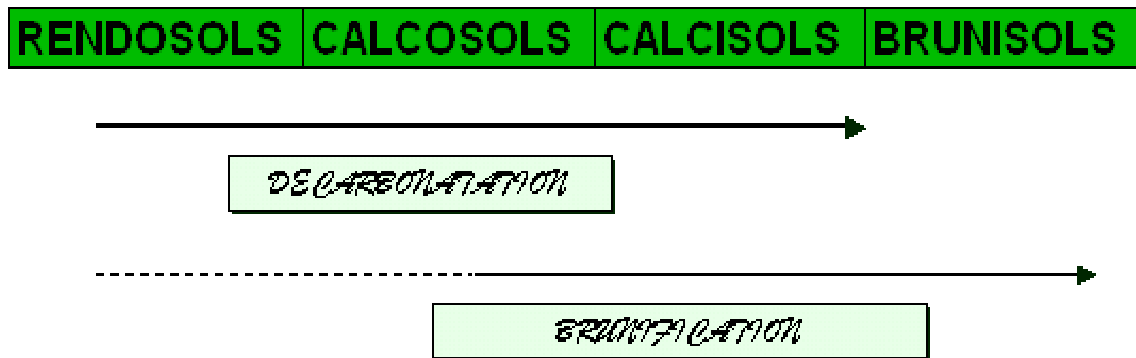 RENDOSOLS CALCOSOLS CALCISOLS BRUNISOLS
DECARBONATATION
BRUNIFICATION